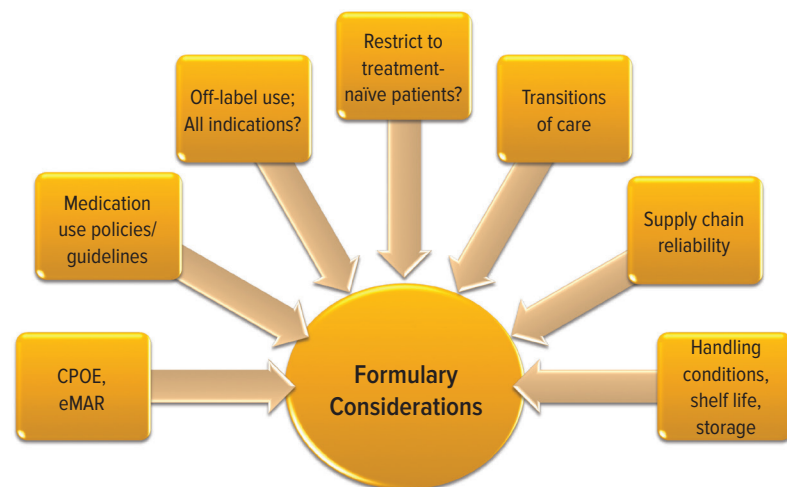 Restrict to
treatment-
naïve patients?
Off-label use;
All indications?
Transitions
of care
Medication
use policies/
guidelines
Supply chain
reliability
CPOE,
eMAR
Formulary
Considerations
Handling
conditions,
shelf life,
storage